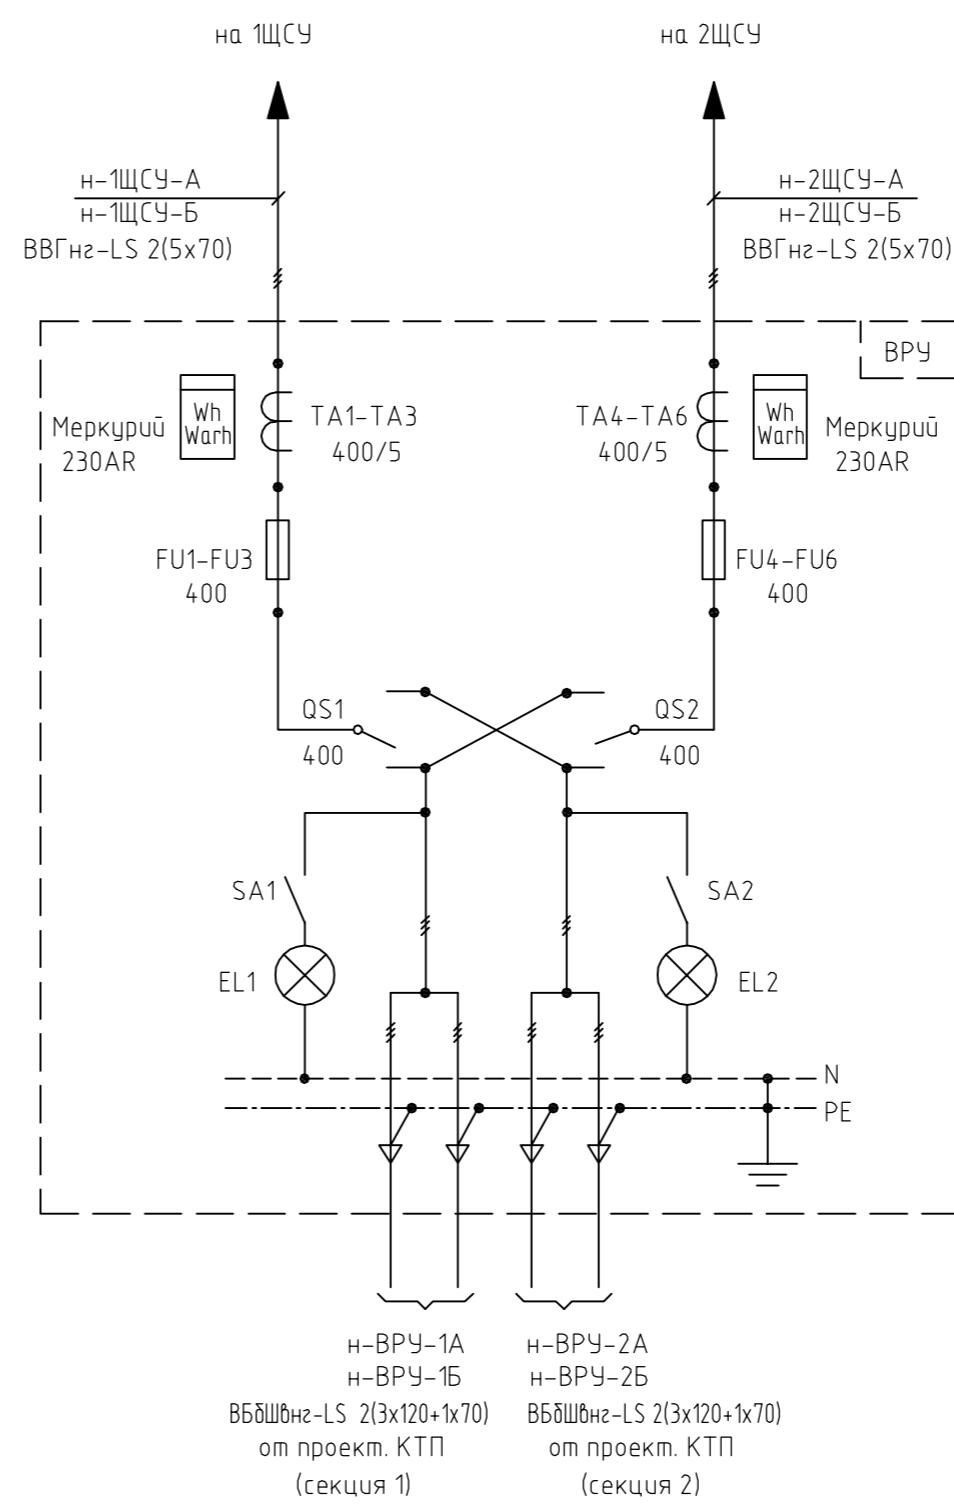 на 1ЩСУ
на 2ЩСУ
н-1ЩСУ-А
н-1ЩСУ-Б
ВВГнг-LS 2(5х70)
н-2ЩСУ-А
н-2ЩСУ-Б
ВВГнг-LS 2(5х70)
ВРУ
Меркурий
230AR
Wh
Warh
TA1-TA3
400/5
TA4-TA6
400/5
Wh
Warh
Меркурий
230AR
FU1-FU3
400
FU4-FU6
400
QS1
400
QS2
400
SA1
SA2
EL1
EL2
N
PE
н-ВРУ-1А
н-ВРУ-1Б
ВБбШвнг-LS 2(3х120+1х70)
от проект. КТП
(секция 1)
н-ВРУ-2А
н-ВРУ-2Б
ВБбШвнг-LS 2(3х120+1х70)
от проект. КТП
(секция 2)